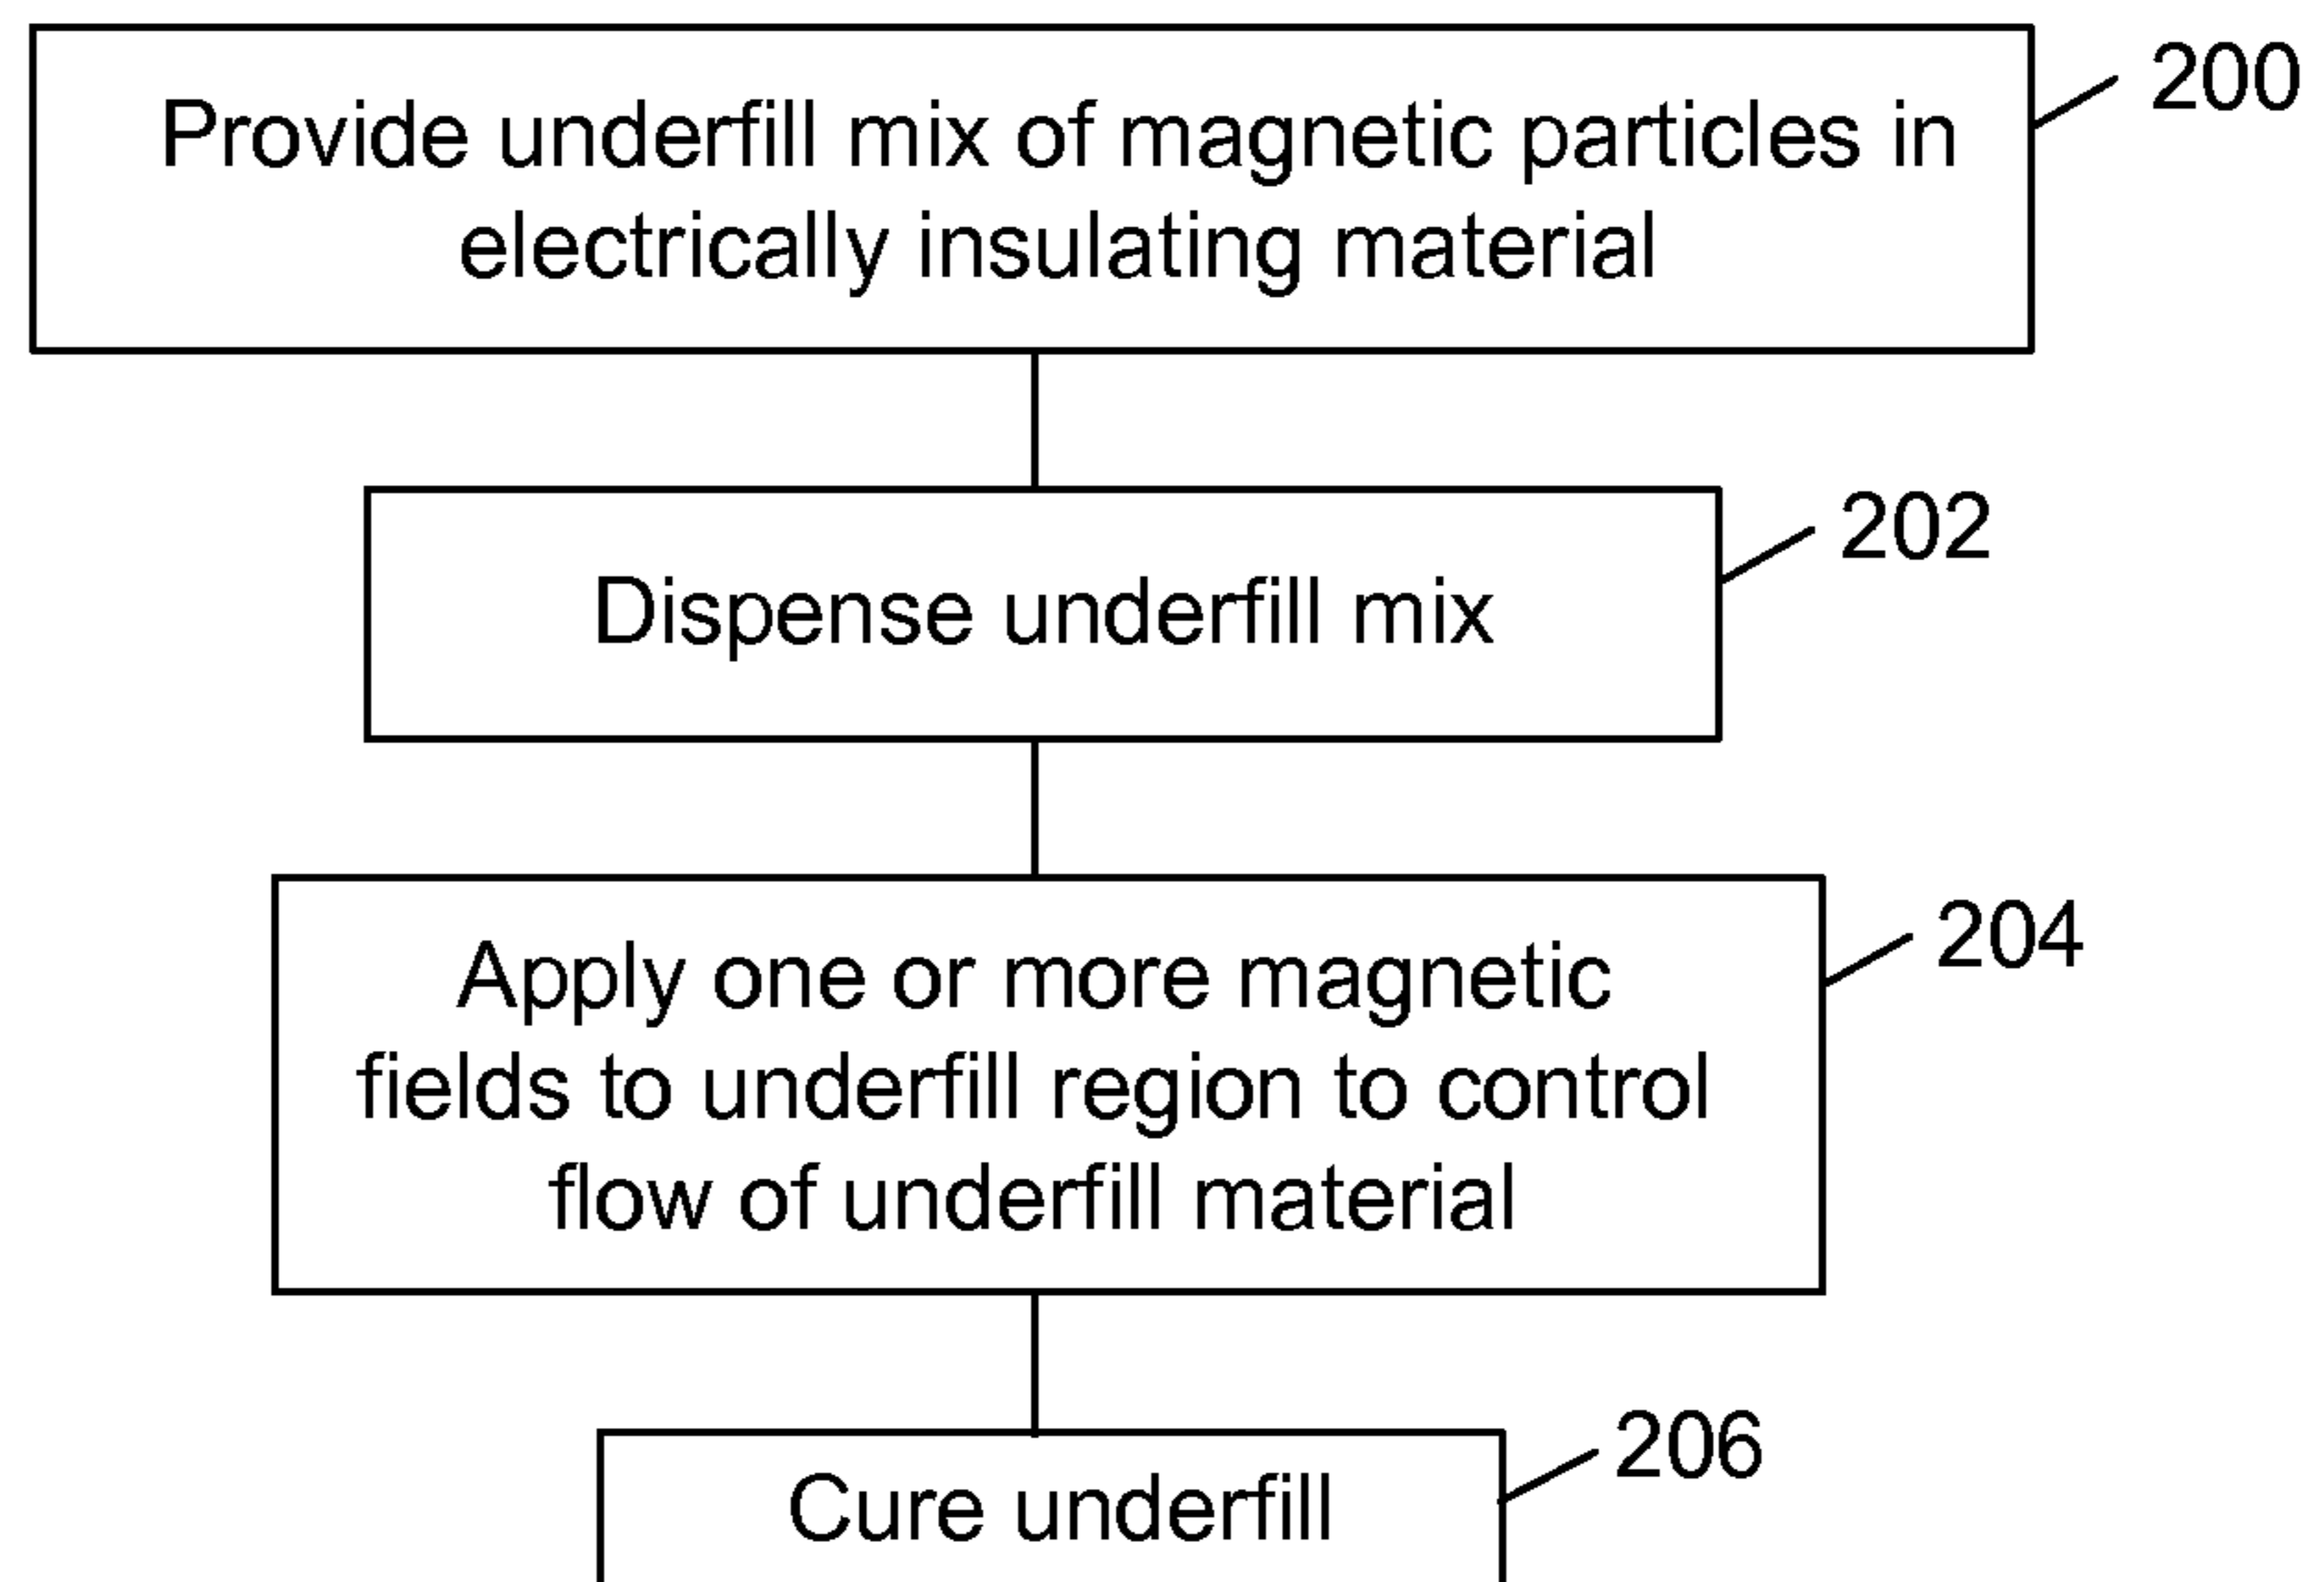 200
Provide underfill mix of magnetic particles in
electrically insulating material
202
Dispense underfill mix
204
Apply one or more magnetic
fields to underfill region to control
flow of underfill material
206
Cure underfill